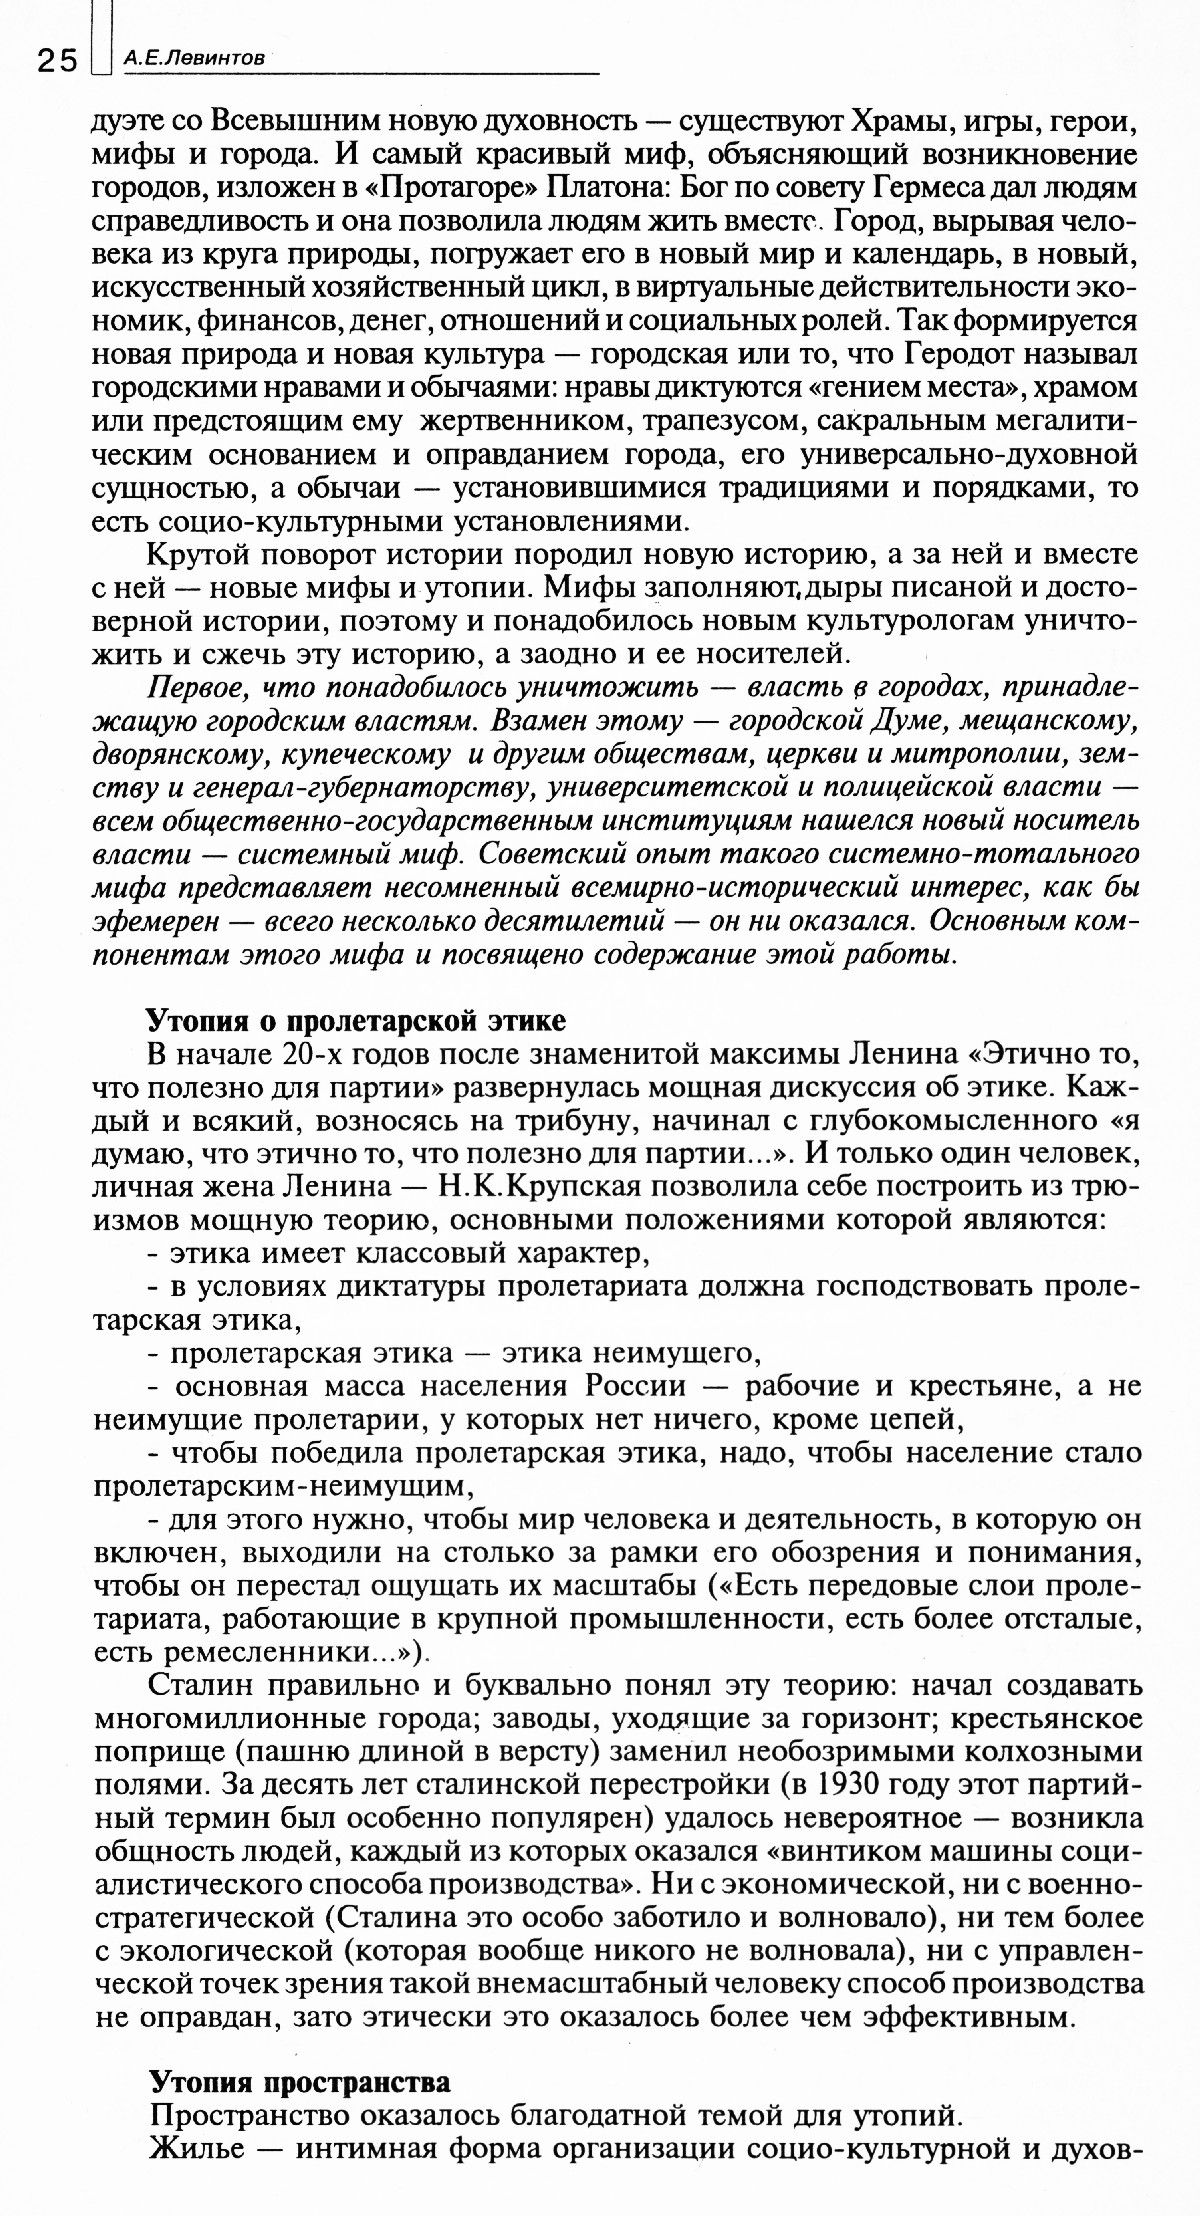 25
А.Е.Левинтов
дуэте со Всевышним новую духовность — существуют Храмы, игры, герои,
мифы и города. И самый красивый миф, объясняющий возникновение
городов, изложен в «Протагоре» Платона: Бог по совету Гермеса дал людям
справедливость и она позволила людям жить вместе. Город, вырывая чело-
века из круга природы, погружает его в новый мир и календарь, в новый,
искусственный хозяйственный цикл, в виртуальные действительности эко-
номик, финансов, денег, отношений и социальных ролей. Так формируется
новая природа и новая культура — городская или то, что Геродот называл
городскими нравами и обычаями: нравы диктуются «гением места», храмом
или предстоящим ему жертвенником, трапезусом, сакральным мегалити-
ческим основанием и оправданием города, его универсально-духовной
сущностью, а обычаи — установившимися традициями и порядками, то
есть социо-культурными установлениями.
Крутой поворот истории породил новую историю, а за ней и вместе
с ней — новые мифы и утопии. Мифы заполняют дыры писаной и досто-
верной истории, поэтому и понадобилось новым культурологам уничто-
жить и сжечь эту историю, а заодно и ее носителей.
Первое, что понадобилось уничтожить — власть в городах, принадле-
жащую городским властям. Взамен этому — городской Думе, мещанскому,
дворянскому, купеческому и другим обществам, церкви и митрополии, зем-
ству и генерал-губернаторству, университетской и полицейской власти —
всем общественно-государственным институциям нашелся новый носитель
власти — системный миф. Советский опыт такого системно-тотального
мифа представляет несомненный всемирно-исторический интерес, как бы
эфемерен — всего несколько десятилетий — он ни оказался. Основным ком-
понентам этого мифа и посвящено содержание этой работы.
Утопия о пролетарской этике
В начале 20-х годов после знаменитой максимы Ленина «Этично то,
что полезно для партии» развернулась мощная дискуссия об этике. Каж-
дый и всякий, возносясь на трибуну, начинал с глубокомысленного «я
думаю, что этично то, что полезно для партии...». И только один человек,
личная жена Ленина — Н.К.Крупская позволила себе построить из трю-
измов мощную теорию, основными положениями которой являются:
- этика имеет классовый характер,
- в условиях диктатуры пролетариата должна господствовать проле-
тарская этика,
- пролетарская этика — этика неимущего,
- основная масса населения России — рабочие и крестьяне, а не
неимущие пролетарии, у которых нет ничего, кроме цепей,
- чтобы победила пролетарская этика, надо, чтобы население стало
пролетарским-неимущим,
- для этого нужно, чтобы мир человека и деятельность, в которую он
включен, выходили на столько за рамки его обозрения и понимания,
чтобы он перестал ощущать их масштабы («Есть передовые слои проле-
тариата, работающие в крупной промышленности, есть более отсталые,
есть ремесленники...»).
Сталин правильно и буквально понял эту теорию: начал создавать
многомиллионные города; заводы, уходящие за горизонт; крестьянское
поприще (пашню длиной в версту) заменил необозримыми колхозными
полями. За десять лет сталинской перестройки (в 1930 году этот партий-
ный термин был особенно популярен) удалось невероятное — возникла
общность людей, каждый из которых оказался «винтиком машины соци-
алистического способа производства». Ни с экономической, ни с военно-
стратегической (Сталина это особо заботило и волновало), ни тем более
с экологической (которая вообще никого не волновала), ни с управлен-
ческой точек зрения такой внемасштабный человеку способ производства
не оправдан, зато этически это оказалось более чем эффективным.
Утопия пространства
Пространство оказалось благодатной темой для утопий.
Жилье — интимная форма организации социо-культурной и духов-